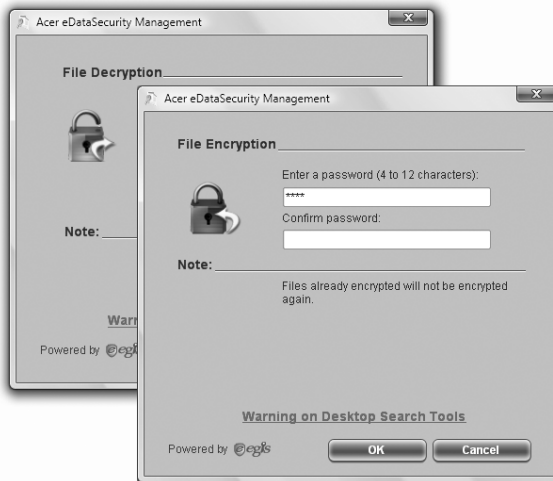 Acer eDataSecurity Management
File Decryption
Note:
Powered by egis
Acer eDataSecurity Management
File Encryption
Enter a password (4 to 12 characters):
****
Confirm password:
Note:
Files already encrypted will not be encrypted
again.
Warning on Desktop Search Tools
Powered by egis
OK
Cancel